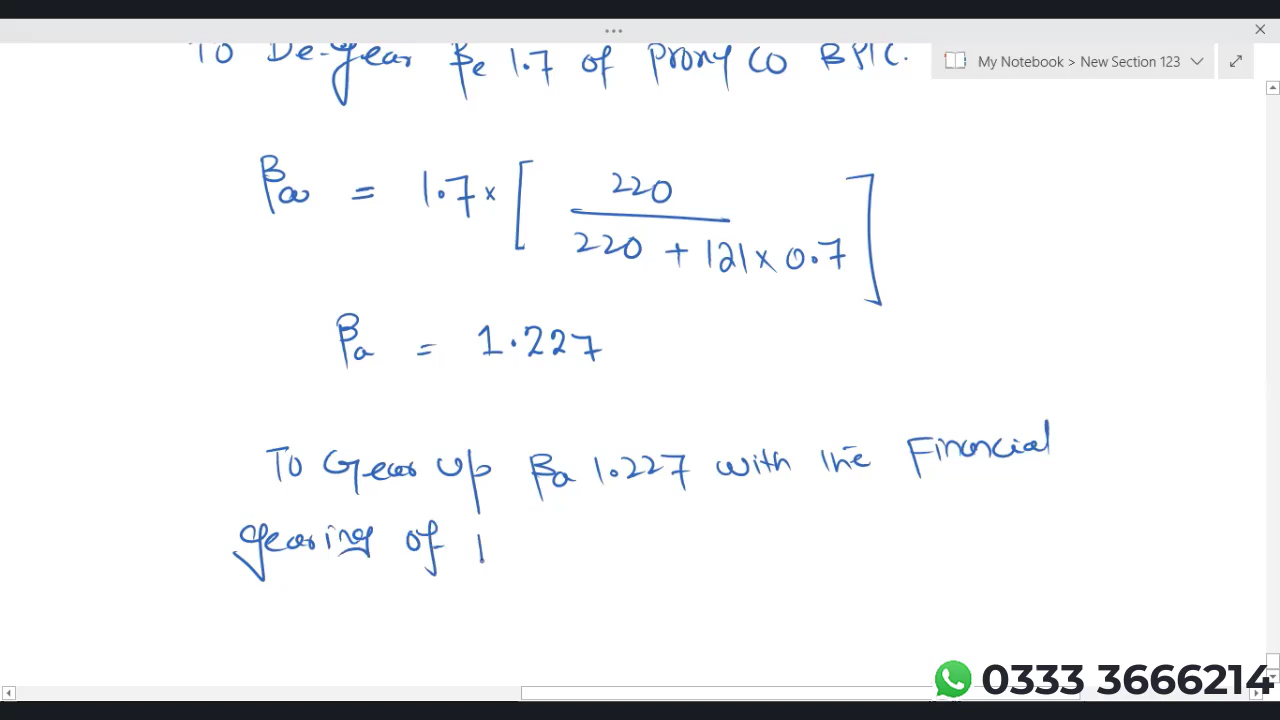 To De-gear βe 1.7 of Proxy co BPLC.
My Notebook > New Section 123
βa = 1.7 × [ 220
220 + 121 × 0.7 ]
βa = 1.227
To Gear up βa 1.227 with the Financial
gearing of
0333 3666214